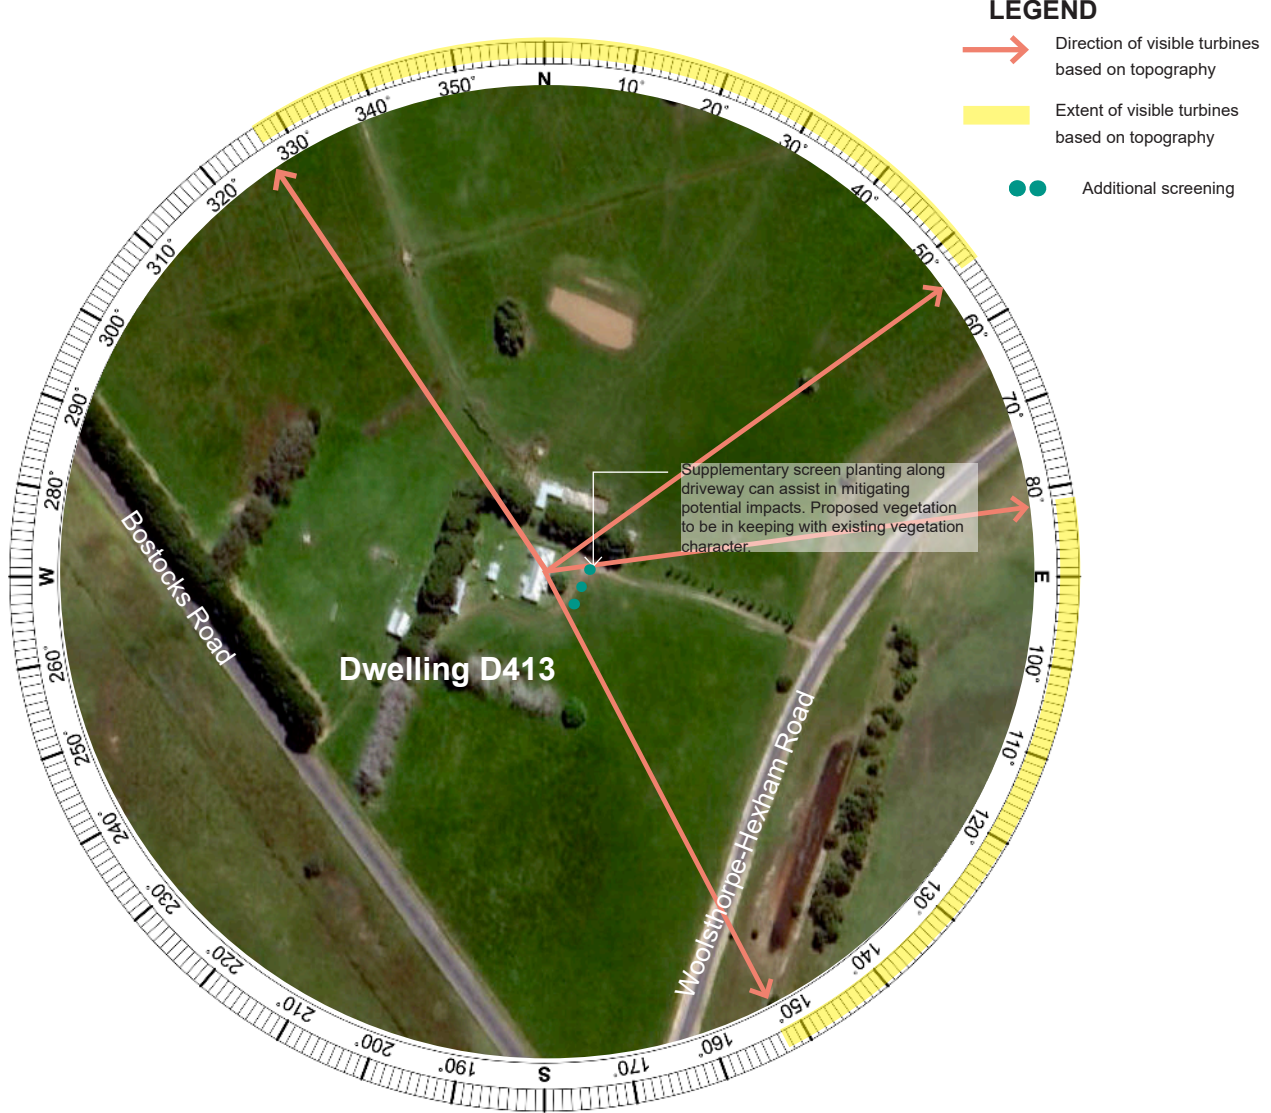 LEGEND
Direction of visible turbines
based on topography
Extent of visible turbines
based on topography
Additional screening
N
10°
20°
30°
40°
50°
60°
70°
80°
E
100°
110°
120°
130°
140°
150°
160°
170°
S
190°
200°
210°
220°
230°
240°
250°
260°
W
280°
290°
300°
310°
320°
330°
340°
350°
Supplementary screen planting along
driveway can assist in mitigating
potential impacts. Proposed vegetation
to be in keeping with existing vegetation
character.
Bostocks Road
Dwelling D413
Woolsthorpe-Hexham Road